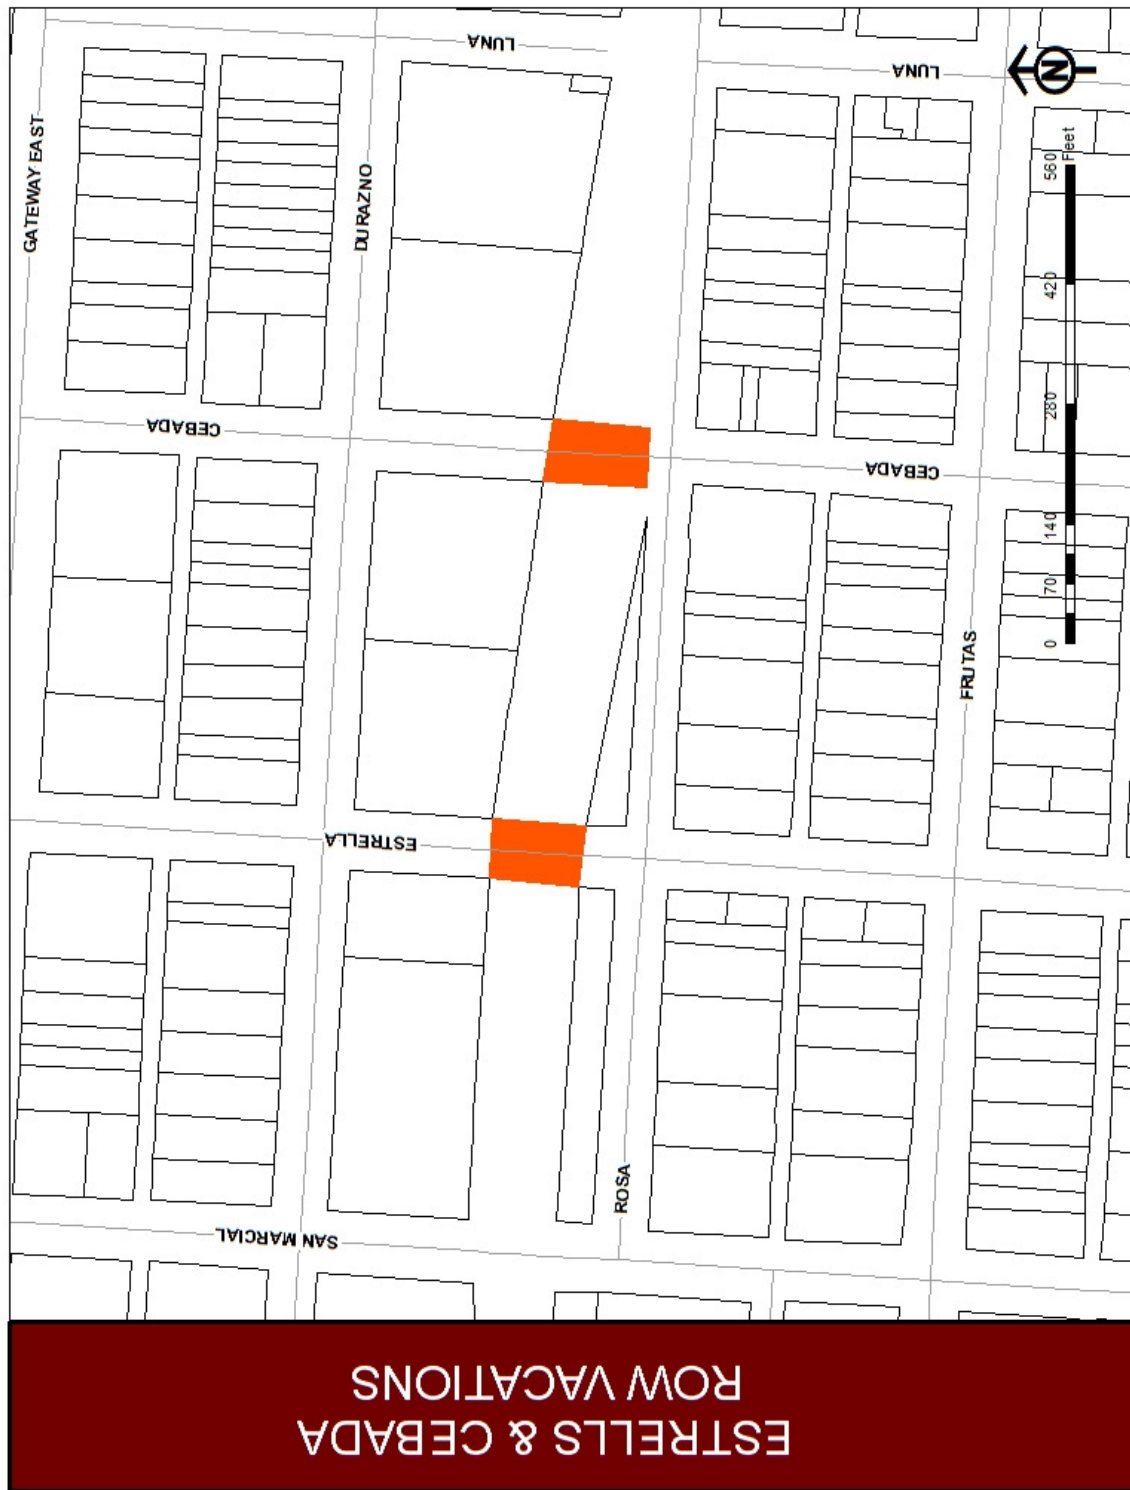 ESTRELLS & CEBADA
ROW VACATIONS
LUNA
LUNA
N
GATEWAY EAST
DURAZNO
560
Feet
420
280
140
70
0
CEBADA
CEBADA
FRUTAS
ESTRELLA
ROSA
SAN MARCIAL